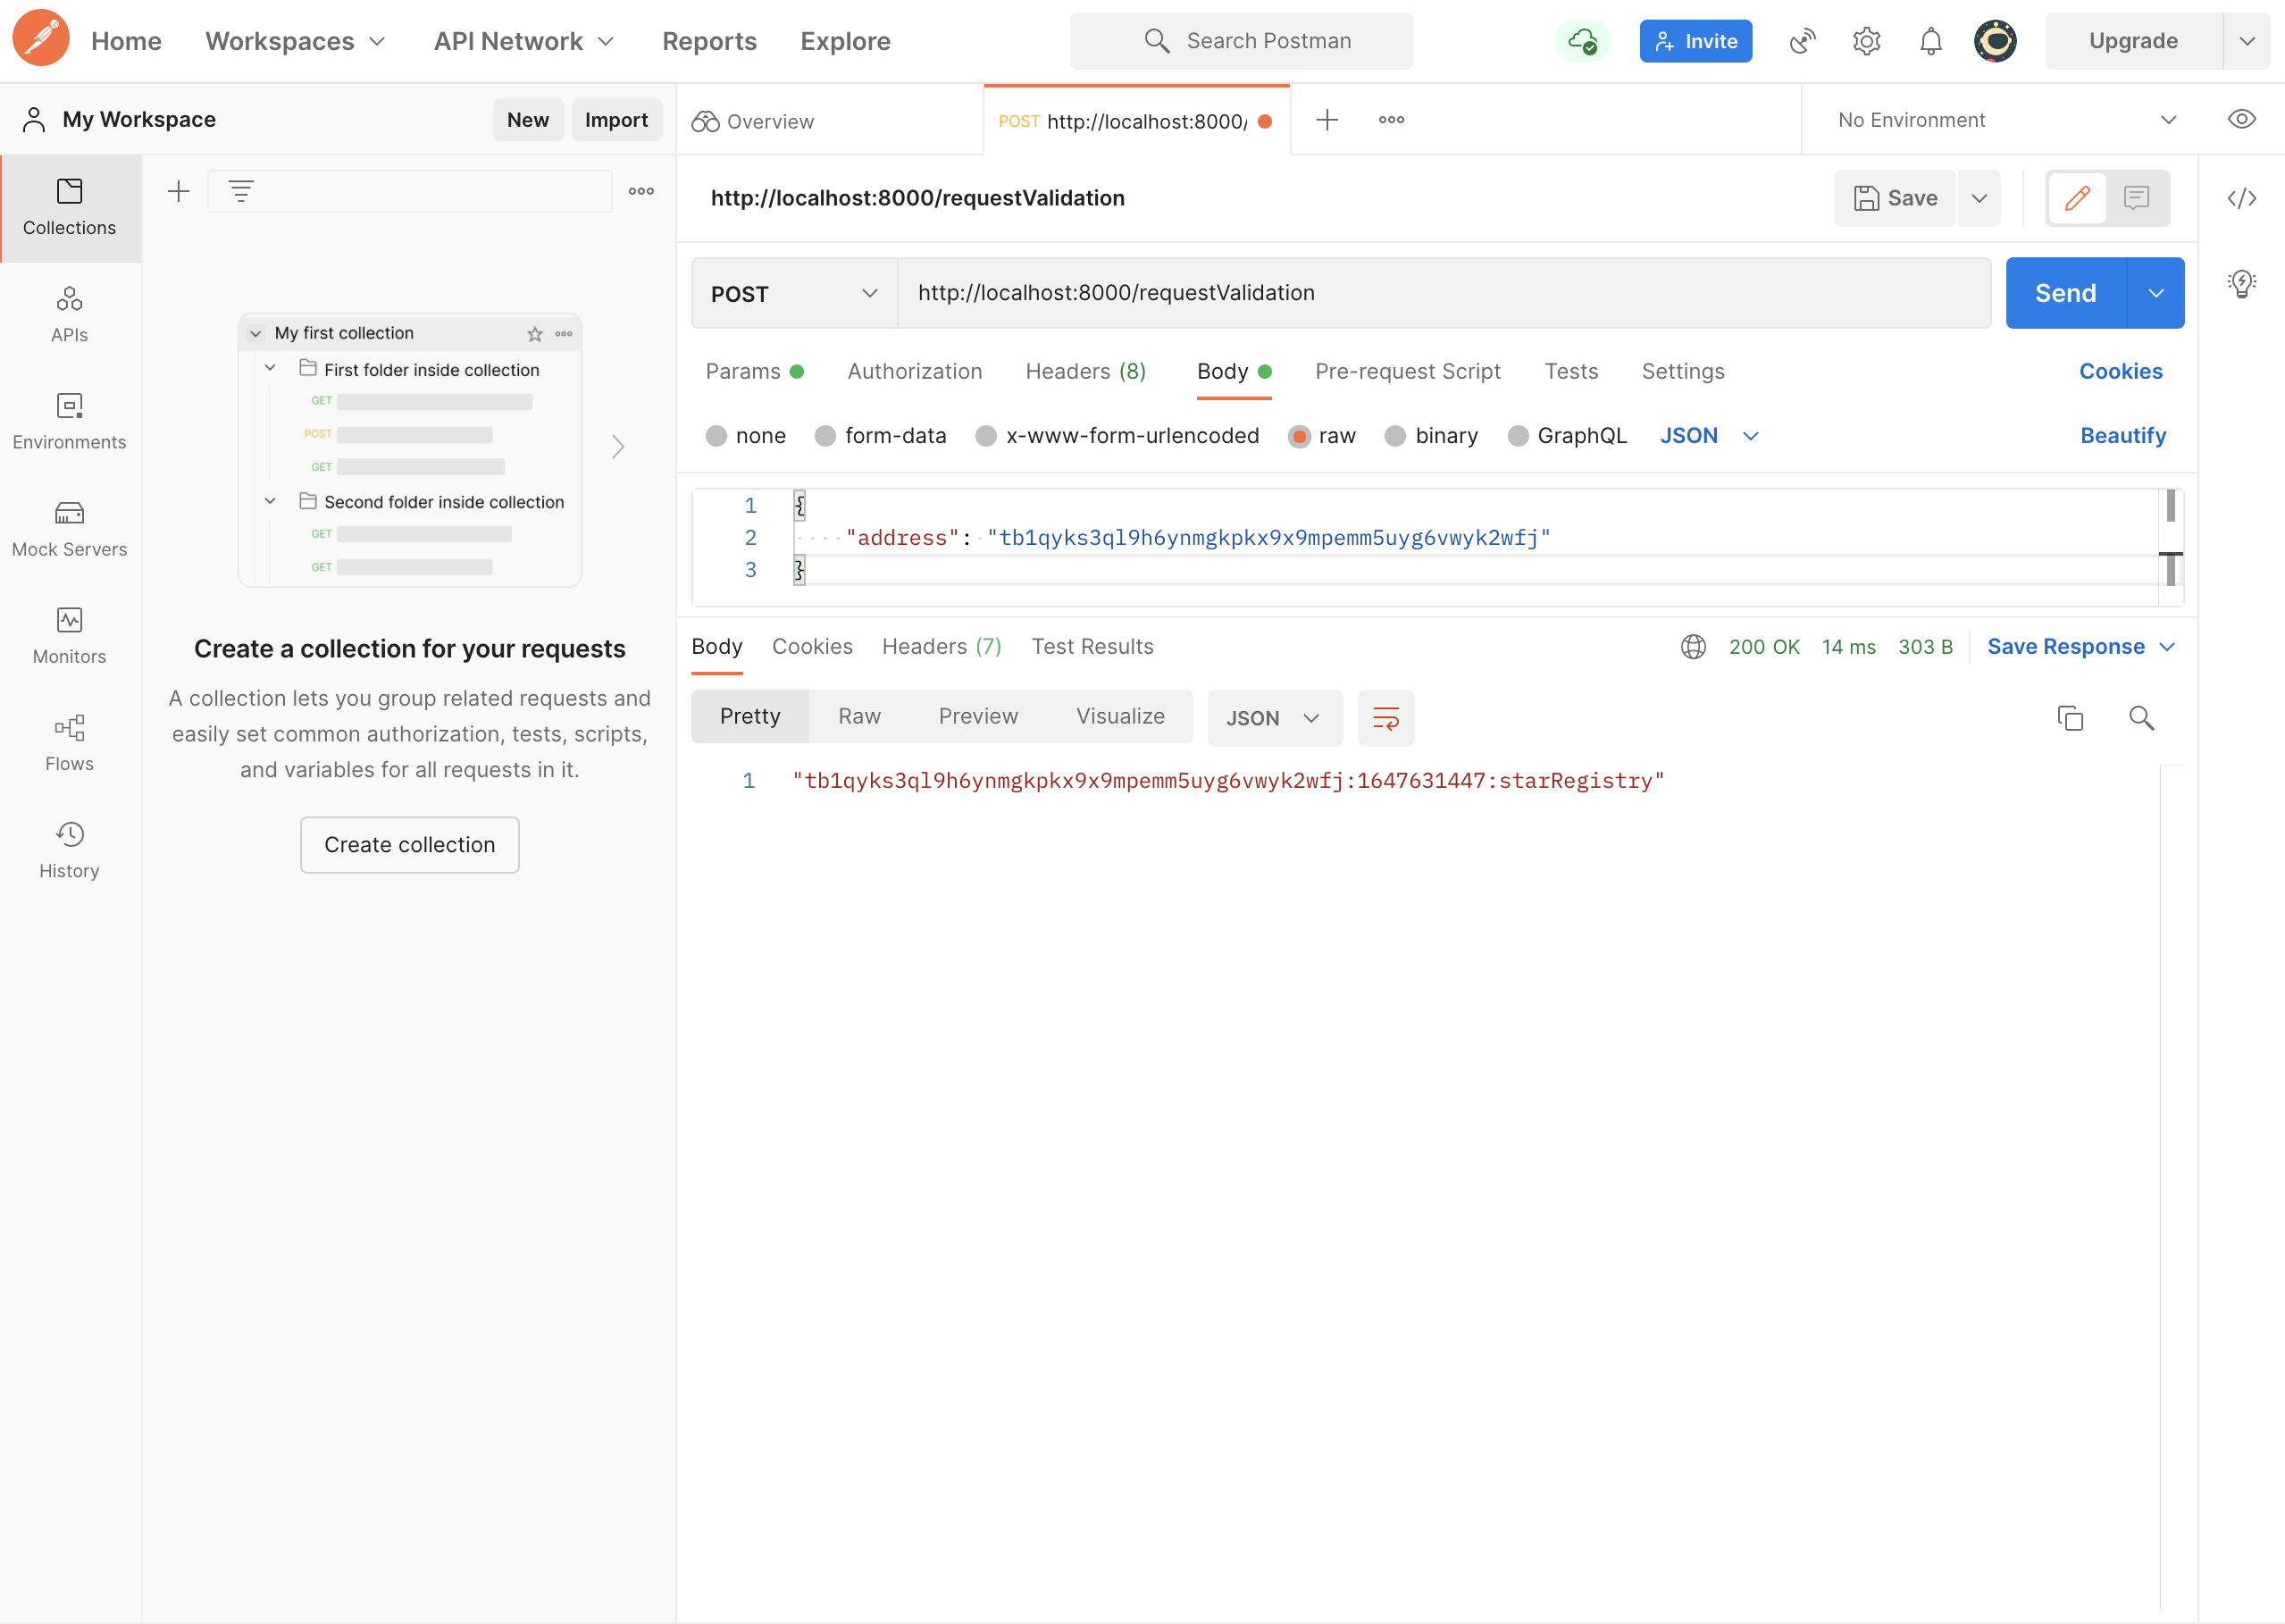 Home Workspaces API Network Reports Explore Search Postman Invite Upgrade
My Workspace New Import Overview POST http://localhost:8000/ No Environment
Collections
APIs
Environments
Mock Servers
Monitors
Flows
History
My first collection
First folder inside collection
GET
POST
GET
Second folder inside collection
GET
GET
Create a collection for your requests
A collection lets you group related requests and
easily set common authorization, tests, scripts,
and variables for all requests in it.
Create collection
http://localhost:8000/requestValidation Save
POST http://localhost:8000/requestValidation Send
Params Authorization Headers (8) Body Pre-request Script Tests Settings Cookies
none form-data x-www-form-urlencoded raw binary GraphQL JSON Beautify
1 {
2 "address": "tb1qyks3ql9h6ynmgkpkx9x9mpemm5uyg6vwyk2wfj"
3 }
Body Cookies Headers (7) Test Results 200 OK 14 ms 303 B Save Response
Pretty Raw Preview Visualize JSON
1 "tb1qyks3ql9h6ynmgkpkx9x9mpemm5uyg6vwyk2wfj:1647631447:starRegistry"